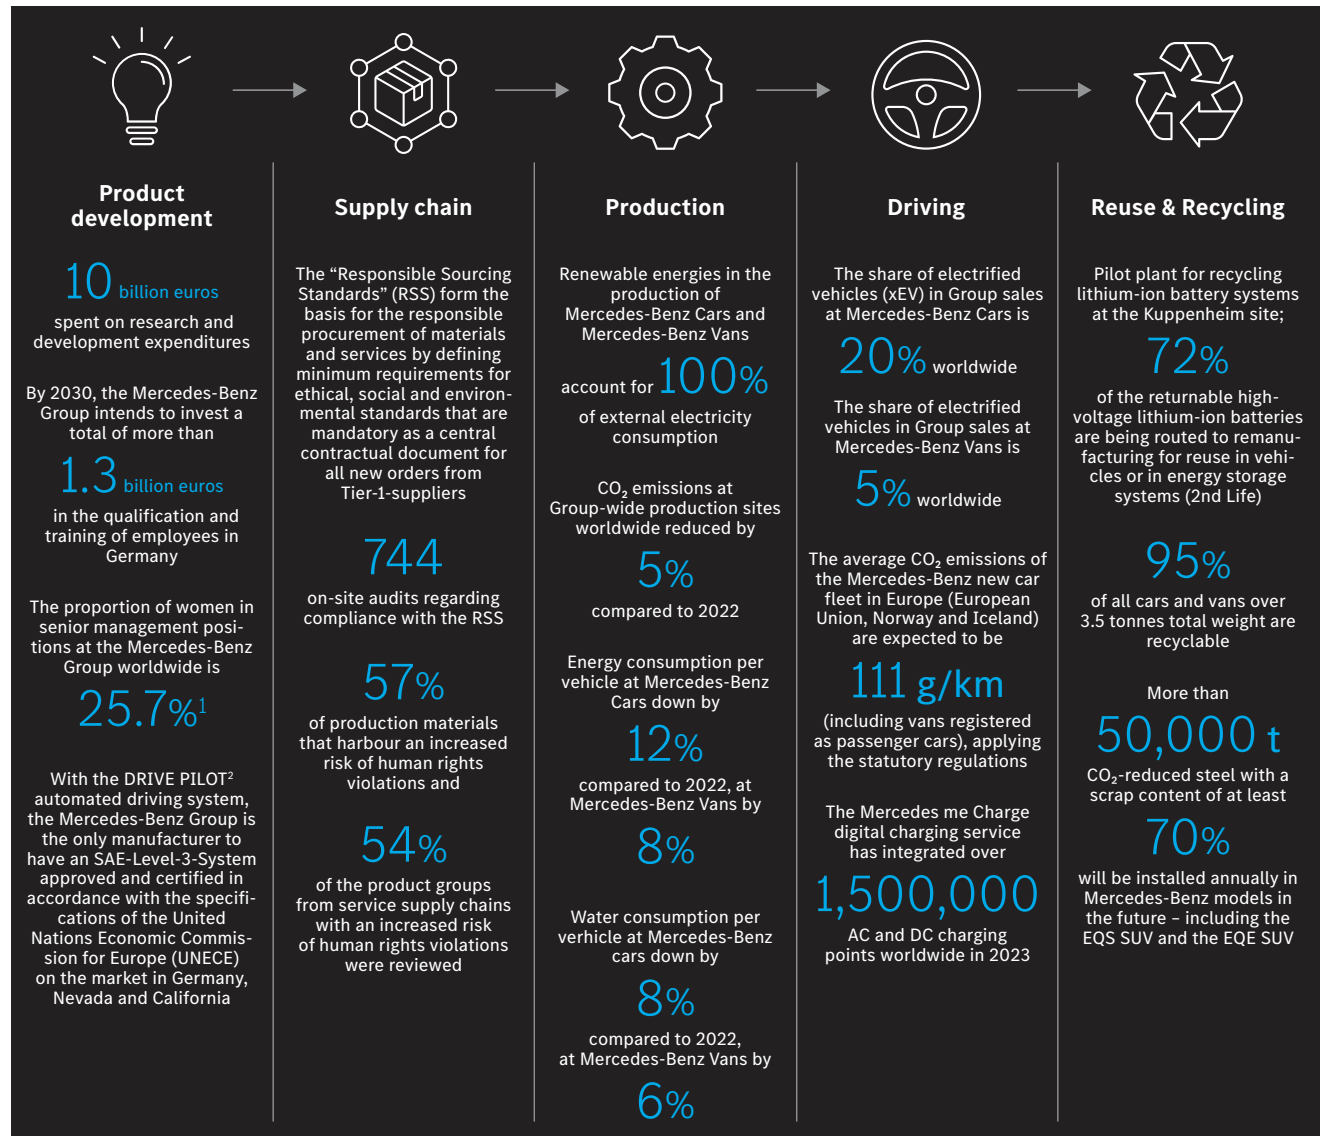 Product
development
10 billion euros
spent on research and
development expenditures
By 2030, the Mercedes-Benz
Group intends to invest a
total of more than
1.3 billion euros
in the qualification and
training of employees in
Germany
The proportion of women in
senior management posi-
tions at the Mercedes-Benz
Group worldwide is
25.7%¹
With the DRIVE PILOT²
automated driving system,
the Mercedes-Benz Group is
the only manufacturer to
have an SAE-Level-3-System
approved and certified in
accordance with the specifi-
cations of the United
Nations Economic Commis-
sion for Europe (UNECE)
on the market in Germany,
Nevada and California
Supply chain
The “Responsible Sourcing
Standards” (RSS) form the
basis for the responsible
procurement of materials
and services by defining
minimum requirements for
ethical, social and environ-
mental standards that are
mandatory as a central
contractual document for
all new orders from
Tier-1-suppliers
744
on-site audits regarding
compliance with the RSS
57%
of production materials
that harbour an increased
risk of human rights
violations and
54%
of the product groups
from service supply chains
with an increased risk
of human rights violations
were reviewed
Production
Renewable energies in the
production of
Mercedes-Benz Cars and
Mercedes-Benz Vans
account for 100%
of external electricity
consumption
CO₂ emissions at
Group-wide production sites
worldwide reduced by
5%
compared to 2022
Energy consumption per
vehicle at Mercedes-Benz
Cars down by
12%
compared to 2022, at
Mercedes-Benz Vans by
8%
Water consumption per
verhicle at Mercedes-Benz
cars down by
8%
compared to 2022,
at Mercedes-Benz Vans by
6%
Driving
The share of electrified
vehicles (xEV) in Group sales
at Mercedes-Benz Cars is
20% worldwide
The share of electrified
vehicles in Group sales at
Mercedes-Benz Vans is
5% worldwide
The average CO₂ emissions of
the Mercedes-Benz new car
fleet in Europe (European
Union, Norway and Iceland)
are expected to be
111 g/km
(including vans registered
as passenger cars), applying
the statutory regulations
The Mercedes me Charge
digital charging service
has integrated over
1,500,000
AC and DC charging
points worldwide in 2023
Reuse & Recycling
Pilot plant for recycling
lithium-ion battery systems
at the Kuppenheim site;
72%
of the returnable high-
voltage lithium-ion batteries
are being routed to remanu-
facturing for reuse in vehi-
cles or in energy storage
systems (2nd Life)
95%
of all cars and vans over
3.5 tonnes total weight are
recyclable
More than
50,000 t
CO₂-reduced steel with a
scrap content of at least
70%
will be installed annually in
Mercedes-Benz models in
the future – including the
EQS SUV and the EQE SUV